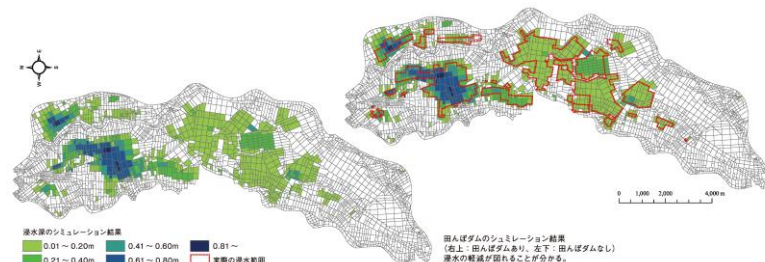 浸水深のシミュレーション結果
0.01～0.20m
0.41～0.60m
0.81～
0.21～0.40m
0.61～0.80m
実際の浸水範囲
0 1,000 2,000 4,000 m
田んぼダムのシュミレーション結果
(右上：田んぼダムあり、左下：田んぼダムなし)
浸水の軽減が図れることが分かる。